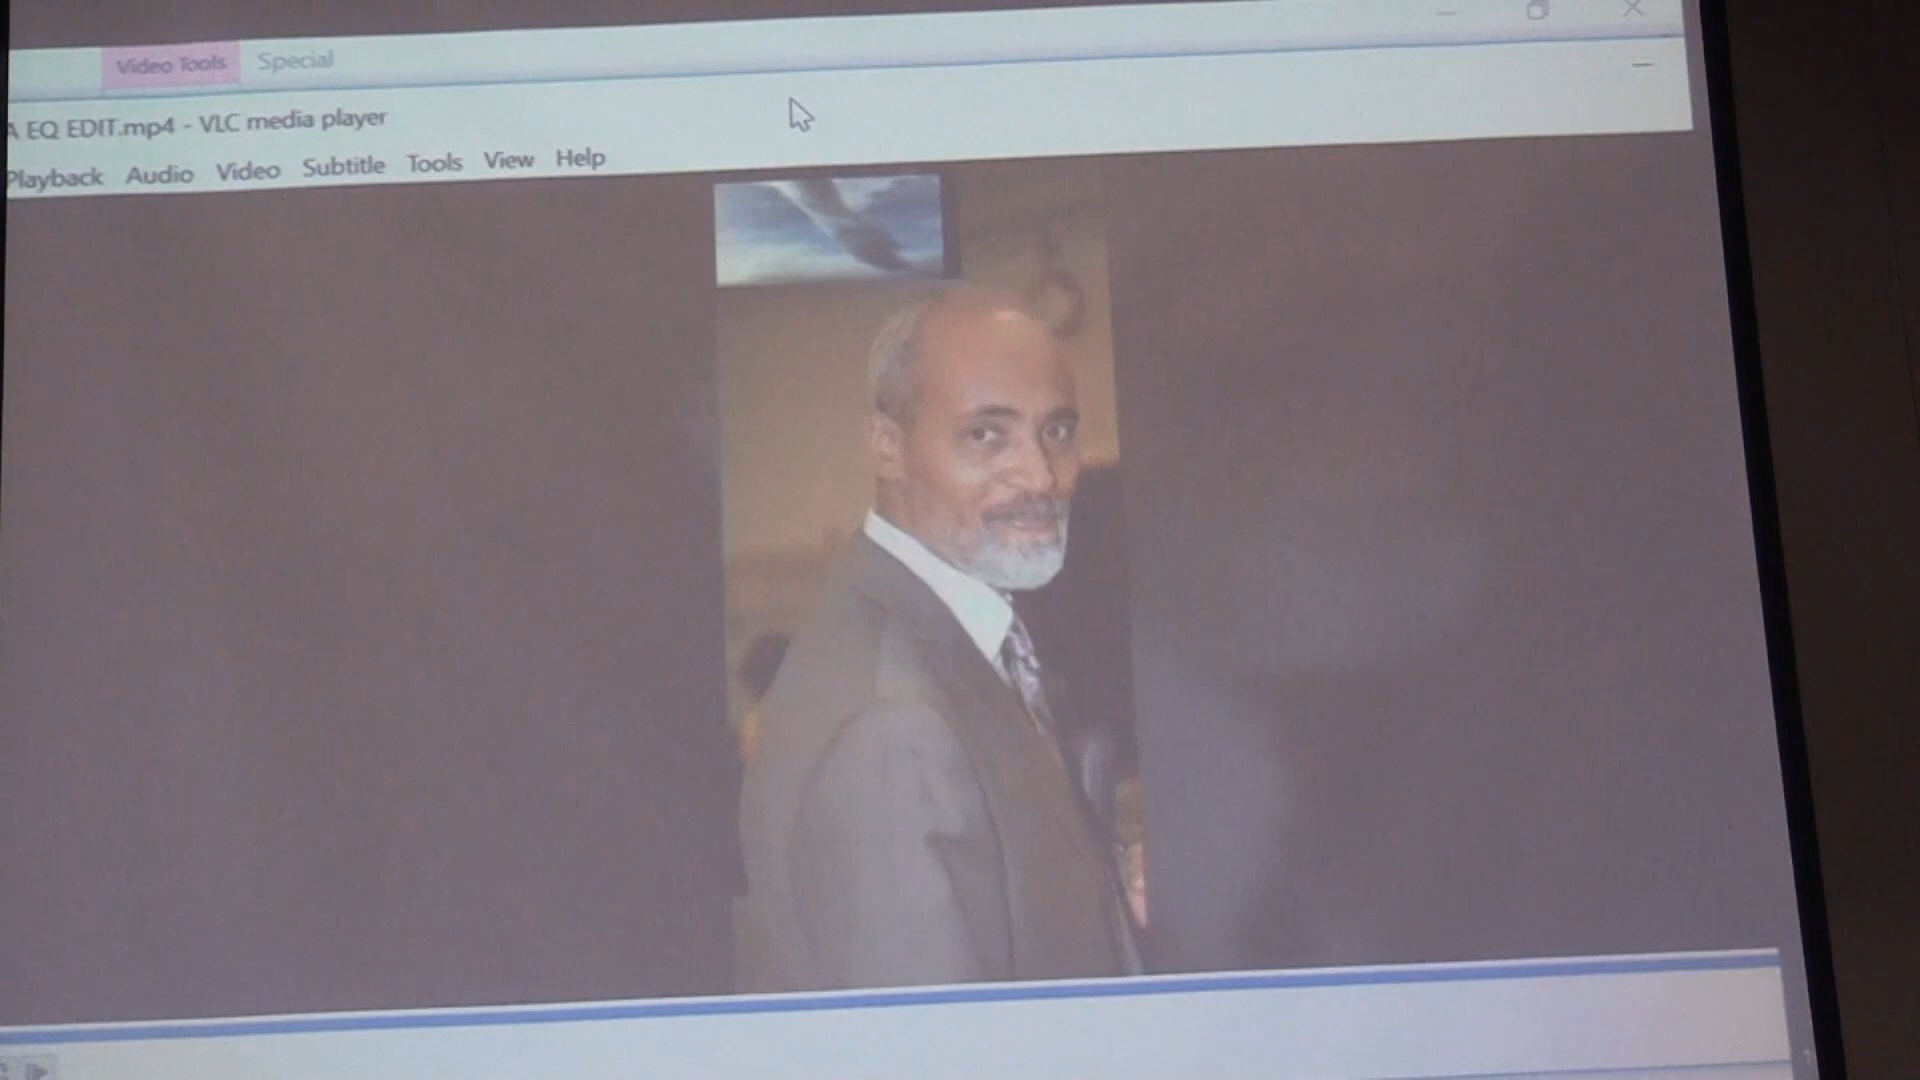 Video Tools Special
A EQ EDIT.mp4 - VLC media player
Playback Audio Video Subtitle Tools View Help